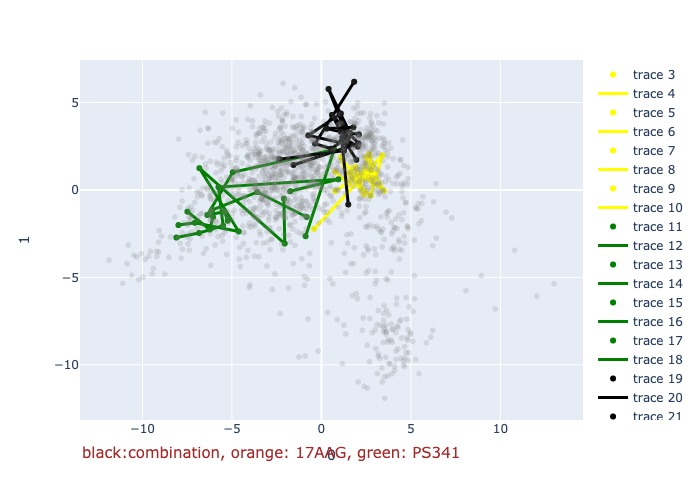 trace 3
trace 4
trace 5
trace 6
trace 7
trace 8
trace 9
trace 10
trace 11
trace 12
trace 13
trace 14
trace 15
trace 16
trace 17
trace 18
trace 19
trace 20
trace 21
5
0
−5
−10
1
−10
−5
0
5
10
0
black:combination, orange: 17AAG, green: PS341